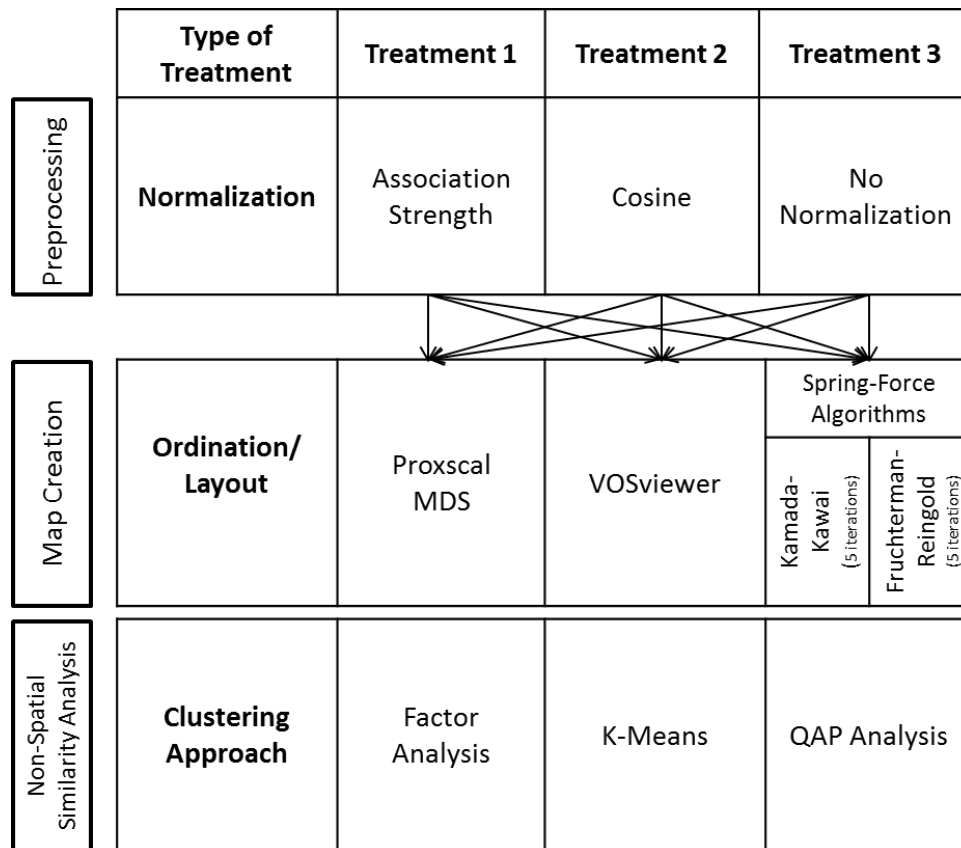 Type of
Treatment
Treatment 1
Treatment 2
Treatment 3
Preprocessing
Normalization
Association
Strength
Cosine
No
Normalization
Map Creation
Ordination/
Layout
Proxscal
MDS
VOSviewer
Spring-Force
Algorithms
Kamada-
Kawai
(5 iterations)
Fruchterman-
Reingold
(5 iterations)
Non-Spatial
Similarity Analysis
Clustering
Approach
Factor
Analysis
K-Means
QAP Analysis